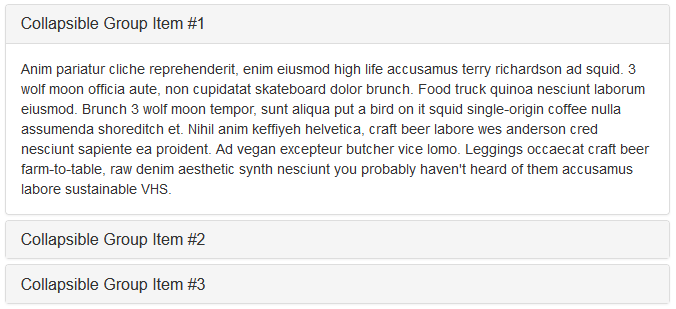 Collapsible Group Item #1
Anim pariatur cliche reprehenderit, enim eiusmod high life accusamus terry richardson ad squid. 3
wolf moon officia aute, non cupidatat skateboard dolor brunch. Food truck quinoa nesciunt laborum
eiusmod. Brunch 3 wolf moon tempor, sunt aliqua put a bird on it squid single-origin coffee nulla
assumenda shoreditch et. Nihil anim keffiyeh helvetica, craft beer labore wes anderson cred
nesciunt sapiente ea proident. Ad vegan excepteur butcher vice lomo. Leggings occaecat craft beer
farm-to-table, raw denim aesthetic synth nesciunt you probably haven't heard of them accusamus
labore sustainable VHS.
Collapsible Group Item #2
Collapsible Group Item #3